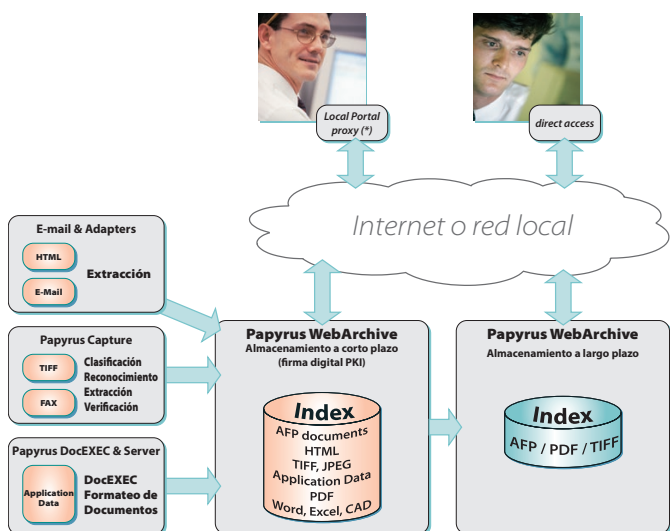 Local Portal
proxy (*)
direct access
Internet o red local
E-mail & Adapters
HTML
E-Mail
Extracción
Papyrus Capture
TIFF
FAX
Clasificación
Reconocimiento
Extracción
Verificación
Papyrus DocEXEC & Server
Application
Data
DocEXEC
Formateo de
Documentos
Papyrus WebArchive
Almacenamiento a corto plazo
(firma digital PKI)
Index
AFP documents
HTML
TIFF, JPEG
Application Data
PDF
Word, Excel, CAD
Papyrus WebArchive
Almacenamiento a largo plazo
Index
AFP / PDF / TIFF